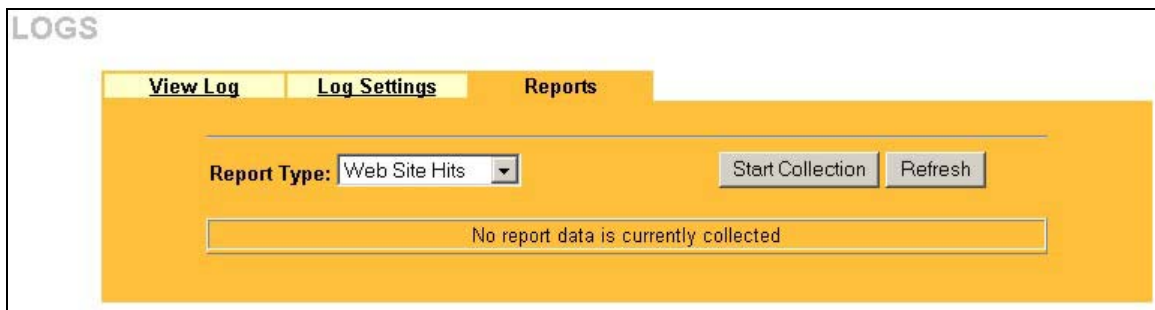 LOGS
View Log Log Settings Reports
Report Type: Web Site Hits Start Collection Refresh
No report data is currently collected